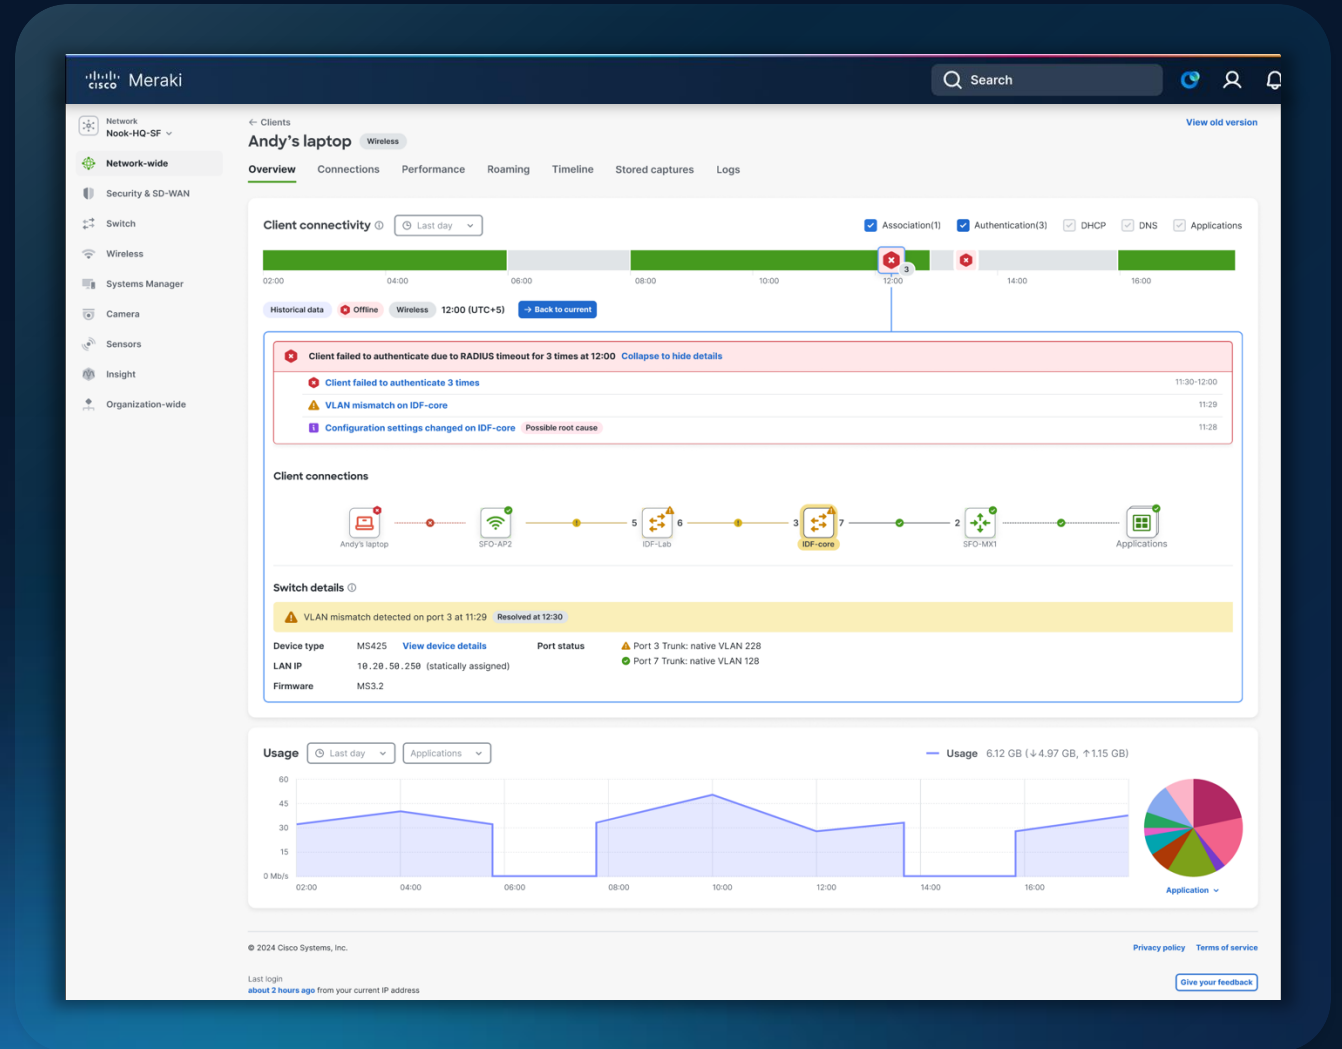 cisco Meraki
Search
Network
Nook-HQ-SF
Network-wide
Security & SD-WAN
Switch
Wireless
Systems Manager
Camera
Sensors
Insight
Organization-wide
← Clients
View old version
Andy's laptop Wireless
Overview Connections Performance Roaming Timeline Stored captures Logs
Client connectivity Last day Association(1) Authentication(3) DHCP DNS Applications
3
02:00 04:00 06:00 08:00 10:00 12:00 14:00 16:00
Historical data Offline Wireless 12:00 (UTC+5) → Back to current
Client failed to authenticate due to RADIUS timeout for 3 times at 12:00 Collapse to hide details
Client failed to authenticate 3 times 11:30-12:00
VLAN mismatch on IDF-core 11:29
Configuration settings changed on IDF-core Possible root cause 11:28
Client connections
5 6 3 7 2
Andy's laptop SFO-AP2 IDF-Lab IDF-core SFO-MX1 Applications
Switch details
VLAN mismatch detected on port 3 at 11:29 Resolved at 12:30
Device type MS425 View device details Port status Port 3 Trunk: native VLAN 228
Port 7 Trunk: native VLAN 128
LAN IP 10.20.50.250 (statically assigned)
Firmware MS3.2
Usage Last day Applications Usage 6.12 GB (↓4.97 GB, ↑1.15 GB)
60
45
30
15
0 Mb/s
02:00 04:00 06:00 08:00 10:00 12:00 14:00 16:00
Application
© 2024 Cisco Systems, Inc. Privacy policy Terms of service
Last login
about 2 hours ago from your current IP address
Give your feedback